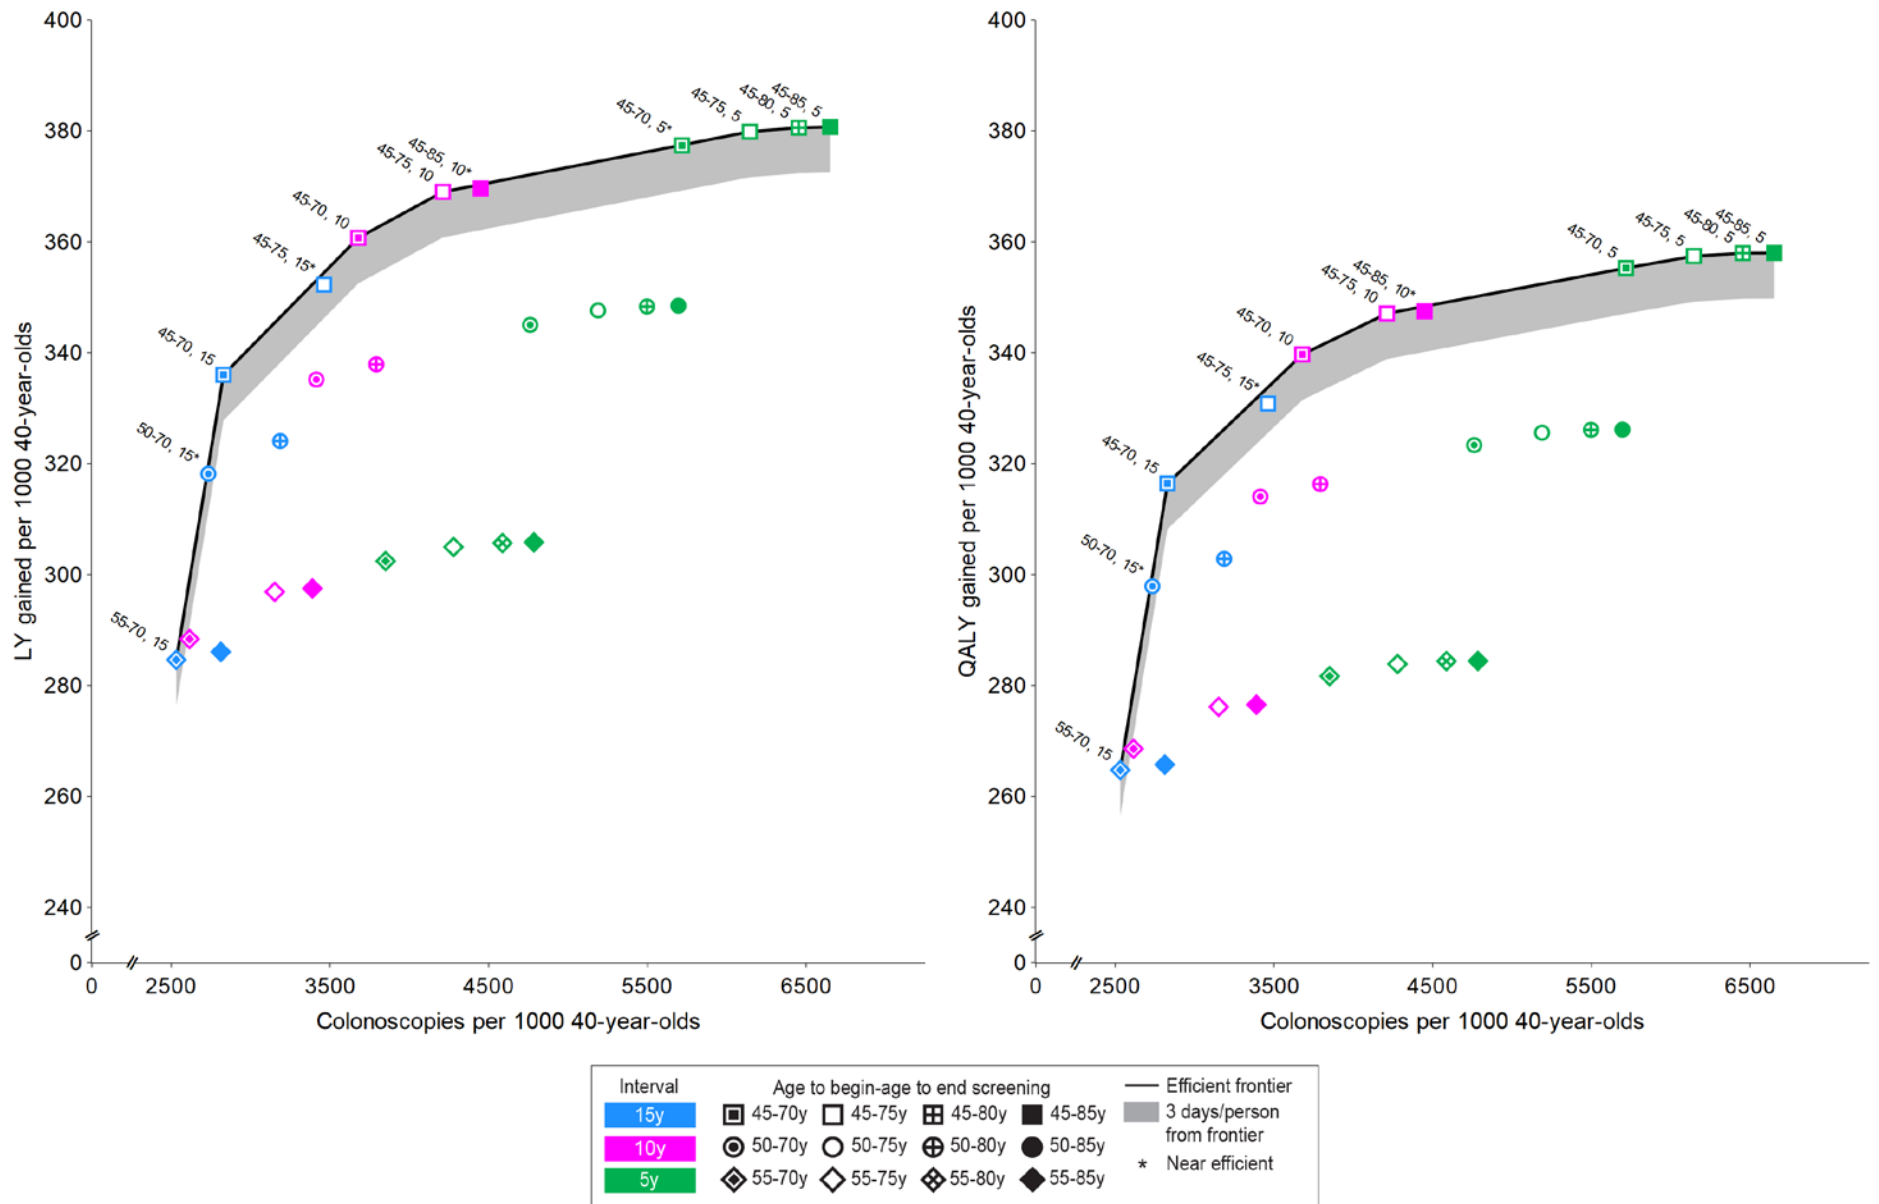 400
380
360
340
320
300
280
260
240
0
LY gained per 1000 40-year-olds
45-85, 5
45-80, 5
45-75, 5
45-70, 5*
45-85, 10*
45-75, 10
45-70, 10
45-75, 15*
45-70, 15
50-70, 15*
55-70, 15
0 2500 3500 4500 5500 6500
Colonoscopies per 1000 40-year-olds
400
380
360
340
320
300
280
260
240
0
QALY gained per 1000 40-year-olds
45-85, 5
45-80, 5
45-75, 5
45-70, 5
45-85, 10*
45-75, 10
45-70, 10
45-75, 15*
45-70, 15
50-70, 15*
55-70, 15
0 2500 3500 4500 5500 6500
Colonoscopies per 1000 40-year-olds
Interval
15y
10y
5y
Age to begin-age to end screening
45-70y 45-75y 45-80y 45-85y
50-70y 50-75y 50-80y 50-85y
55-70y 55-75y 55-80y 55-85y
Efficient frontier
3 days/person
from frontier
* Near efficient